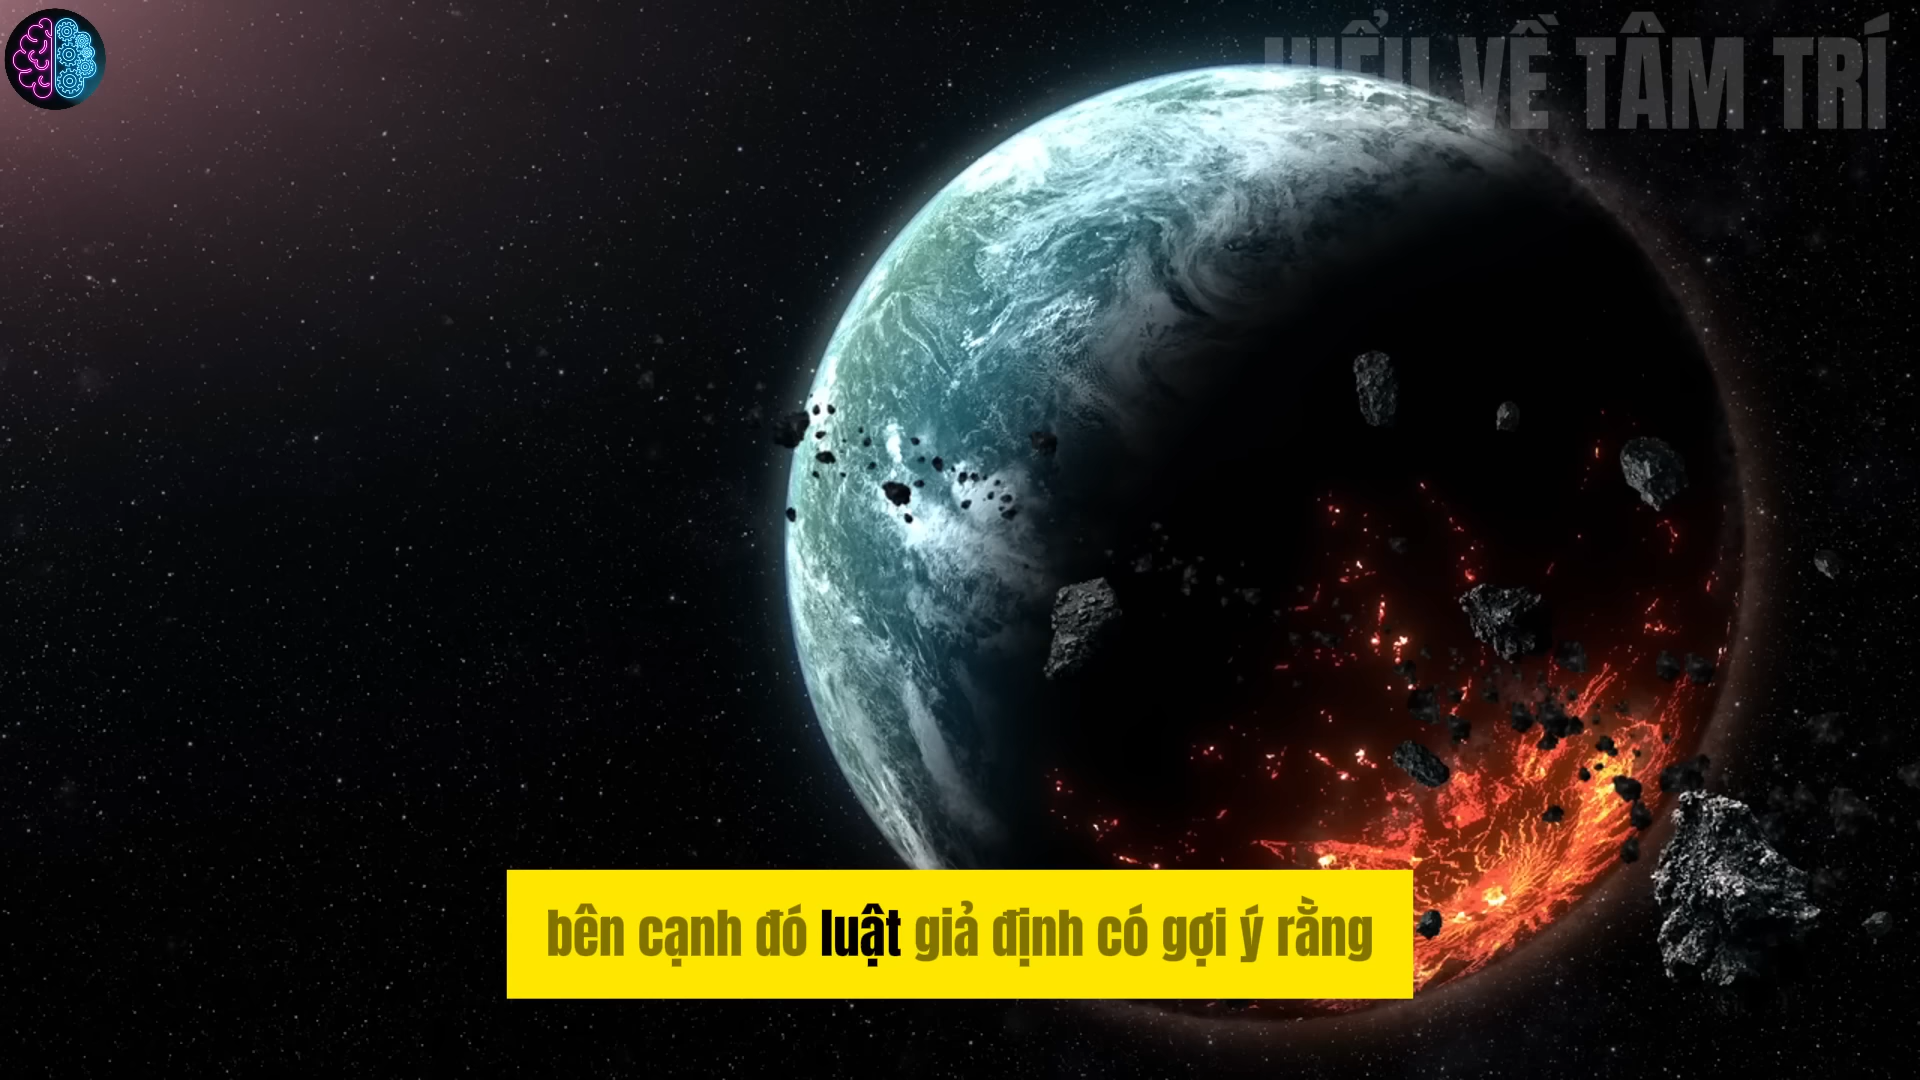 HIỂU VỀ TÂM TRÍ
bên cạnh đó luật giả định có gợi ý rằng